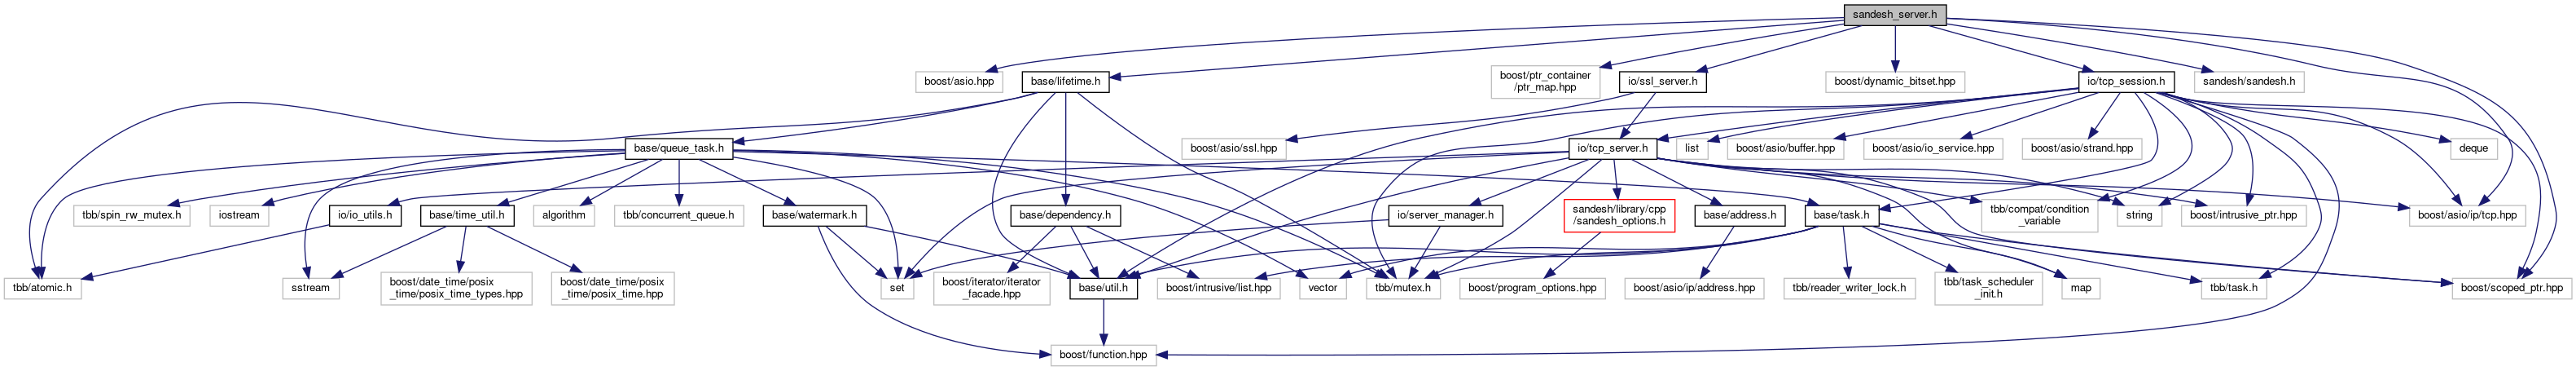 sandesh_server.h
boost/asio.hpp
base/lifetime.h
boost/ptr_container
/ptr_map.hpp
io/ssl_server.h
boost/dynamic_bitset.hpp
io/tcp_session.h
sandesh/sandesh.h
base/queue_task.h
boost/asio/ssl.hpp
io/tcp_server.h
list
boost/asio/buffer.hpp
boost/asio/io_service.hpp
boost/asio/strand.hpp
deque
tbb/spin_rw_mutex.h
iostream
io/io_utils.h
base/time_util.h
algorithm
tbb/concurrent_queue.h
base/watermark.h
base/dependency.h
io/server_manager.h
sandesh/library/cpp
/sandesh_options.h
base/address.h
base/task.h
tbb/compat/condition
_variable
string
boost/intrusive_ptr.hpp
boost/asio/ip/tcp.hpp
tbb/atomic.h
sstream
boost/date_time/posix
_time/posix_time_types.hpp
boost/date_time/posix
_time/posix_time.hpp
set
boost/iterator/iterator
_facade.hpp
base/util.h
boost/intrusive/list.hpp
vector
tbb/mutex.h
boost/program_options.hpp
boost/asio/ip/address.hpp
tbb/reader_writer_lock.h
tbb/task_scheduler
_init.h
map
tbb/task.h
boost/scoped_ptr.hpp
boost/function.hpp